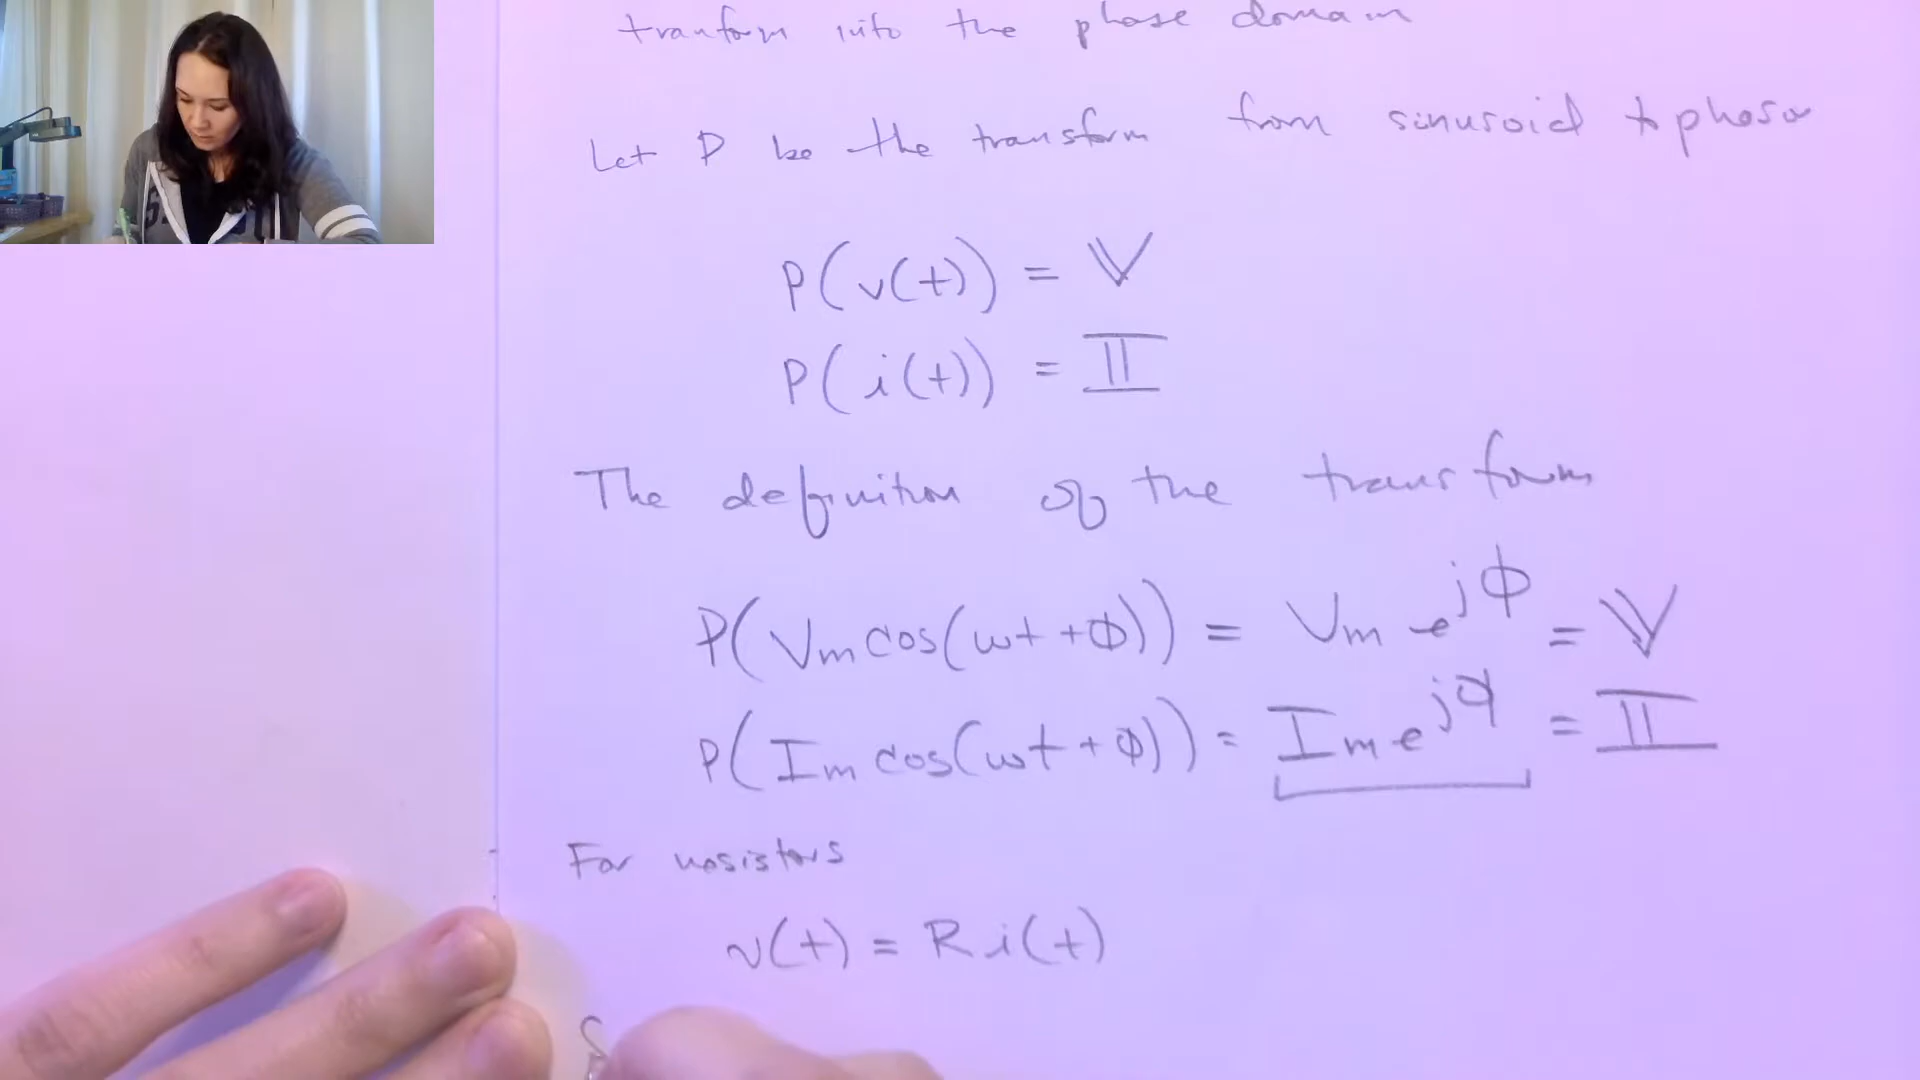 tranform into the phase domain
Let P be the transform from sinusoid to phasor
P(v(t)) = 𝕍
P(i(t)) = 𝕀
The definition of the transform
P(Vm cos(ωt + ϕ)) = Vm e^jϕ = 𝕍
P(Im cos(ωt + ϕ)) = Im e^jϕ = 𝕀
For resistors
v(t) = R i(t)